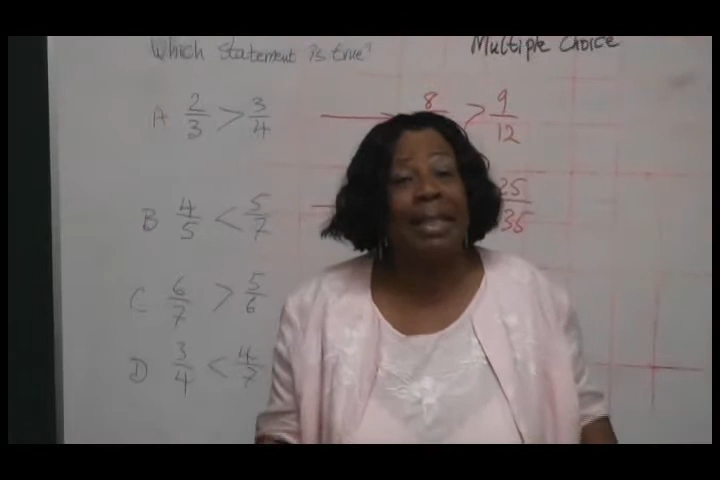 Which statement is true? Multiple Choice
A 2/3 > 3/4 → 8 > 9/12
B 4/5 < 5/7 25/35
C 6/7 > 5/6
D 3/4 < 4/7